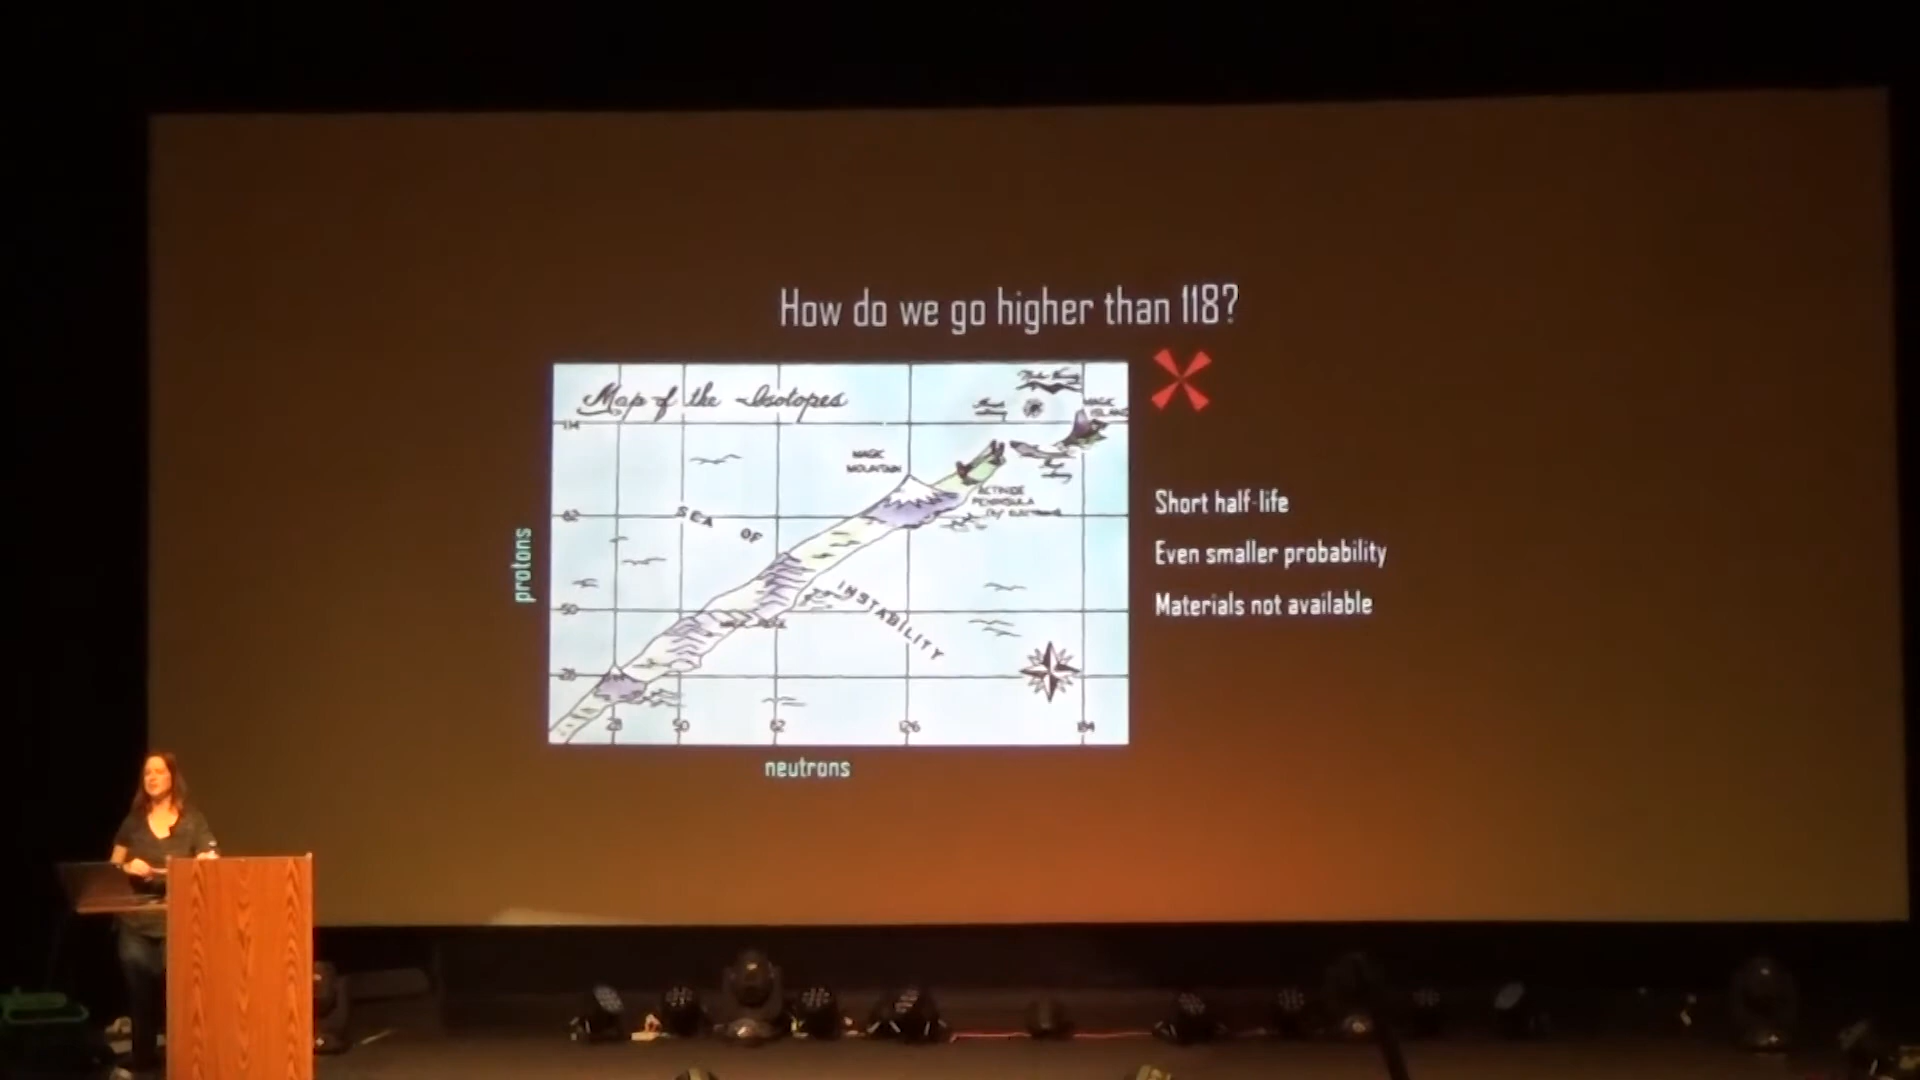 How do we go higher than 118?
Map of the Isotopes
MAGIC
ISLAND
114
MAGIC
MOUNTAIN
ACTINIDE
PENINSULA
SEA OF
82
INSTABILITY
50
28
28
50
82
126
184
protons
neutrons
Short half-life
Even smaller probability
Materials not available